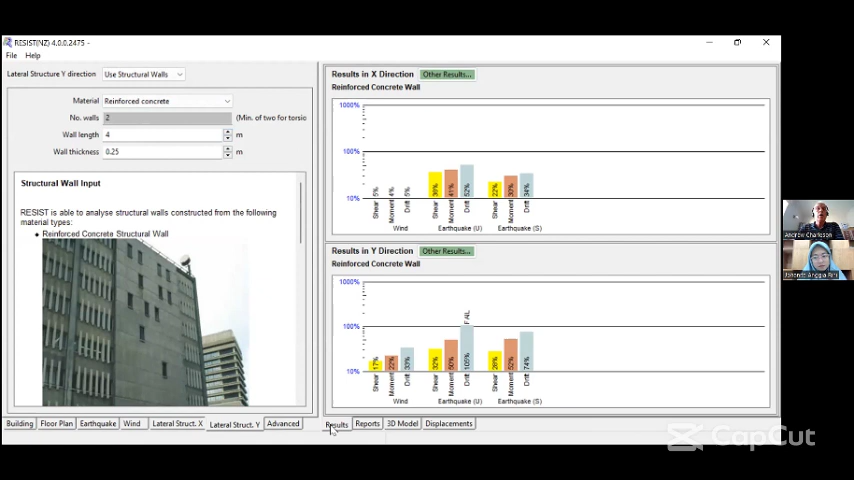 RESIST(NZ) 4.0.0.2475 -
File Help
Lateral Structure Y direction Use Structural Walls
Material Reinforced concrete
No. walls 2 (Min. of two for torsio
Wall length 4 m
Wall thickness 0.25 m
Structural Wall Input
RESIST is able to analyse structural walls constructed from the following
material types:
Reinforced Concrete Structural Wall
Building Floor Plan Earthquake Wind Lateral Struct. X Lateral Struct. Y Advanced
Results in X Direction Other Results...
Reinforced Concrete Wall
1000%
100%
10%
5% 4% 5% 36% 41% 52% 22% 30% 34%
Shear Moment Drift Shear Moment Drift Shear Moment Drift
Wind Earthquake (U) Earthquake (S)
Results in Y Direction Other Results...
Reinforced Concrete Wall
1000%
FAIL
100%
10%
17% 22% 33% 32% 50% 105% 28% 52% 74%
Shear Moment Drift Shear Moment Drift Shear Moment Drift
Wind Earthquake (U) Earthquake (S)
Results Reports 3D Model Displacements
Andrew Charleson
CapCut